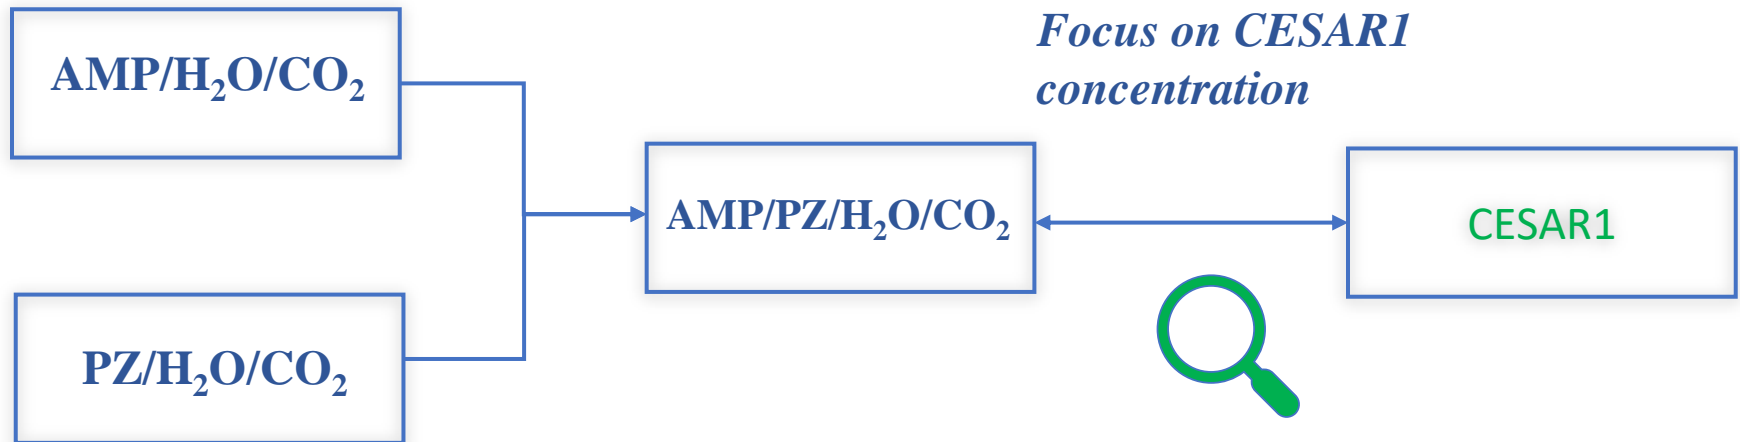 AMP/H₂O/CO₂
Focus on CESAR1
concentration
AMP/PZ/H₂O/CO₂
CESAR1
PZ/H₂O/CO₂